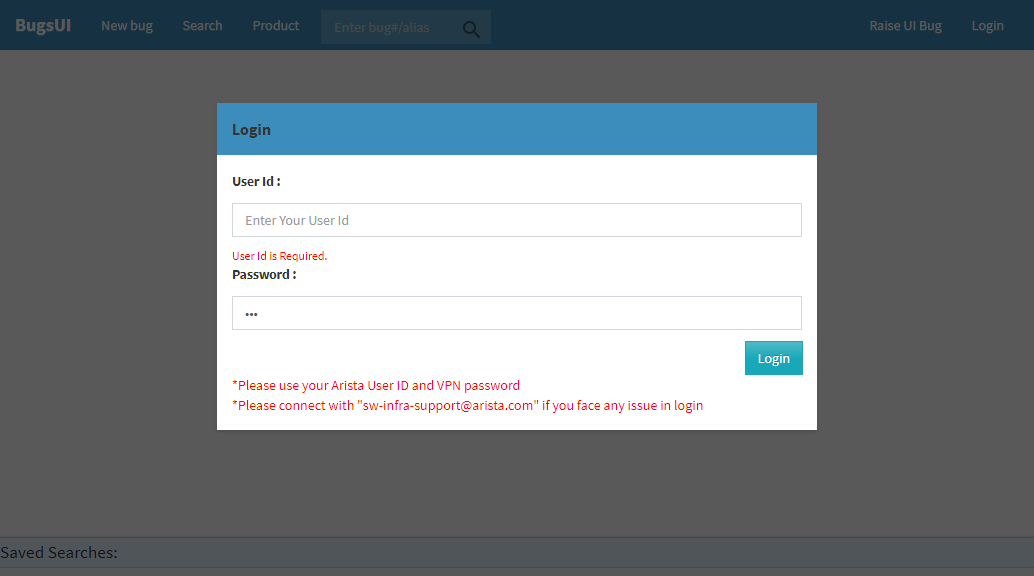 BugsUI New bug Search Product Enter bug#/alias Raise UI Bug Login
Login
User Id :
Enter Your User Id
User Id is Required.
Password :
•••
Login
*Please use your Arista User ID and VPN password
*Please connect with "sw-infra-support@arista.com" if you face any issue in login
Saved Searches: